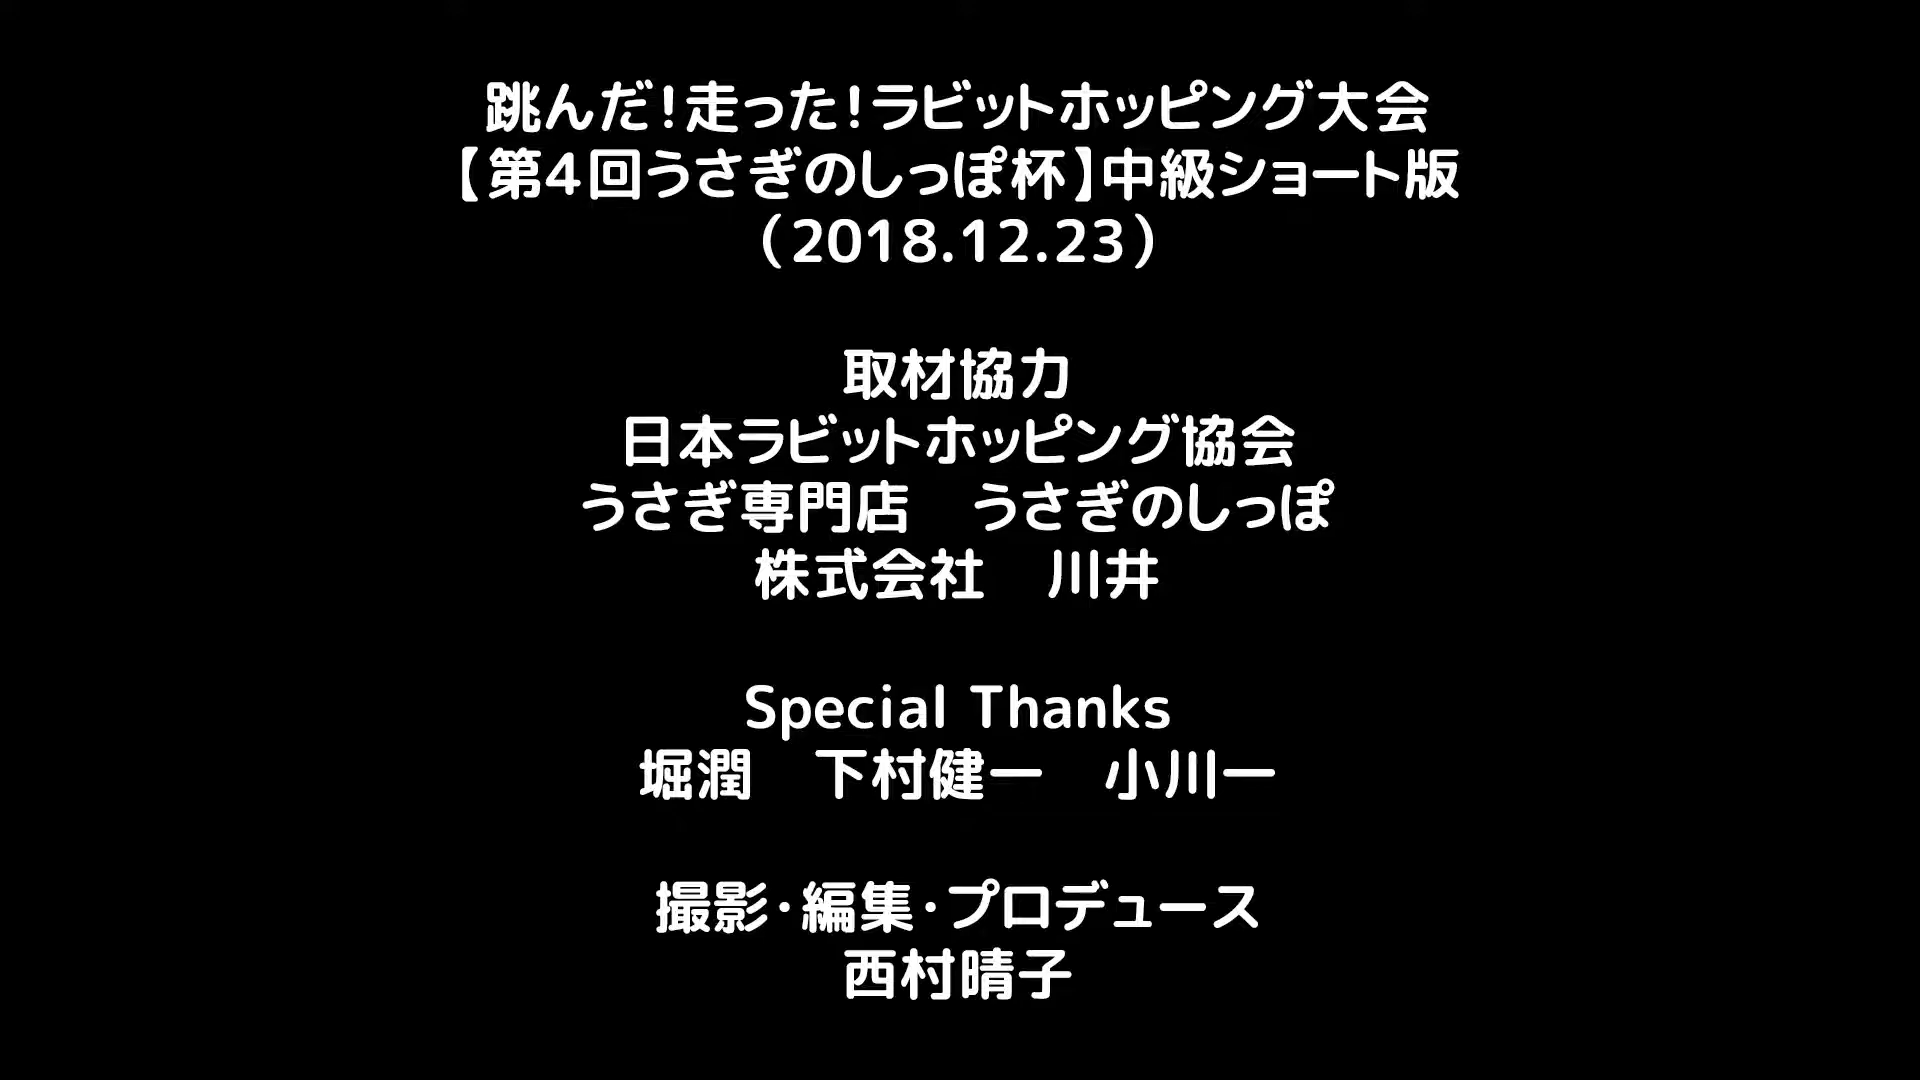 跳んだ！走った！ラビットホッピング大会
【第4回うさぎのしっぽ杯】中級ショート版
（2018.12.23）
取材協力
日本ラビットホッピング協会
うさぎ専門店　うさぎのしっぽ
株式会社　川井
Special Thanks
堀潤　下村健一　小川一
撮影・編集・プロデュース
西村晴子